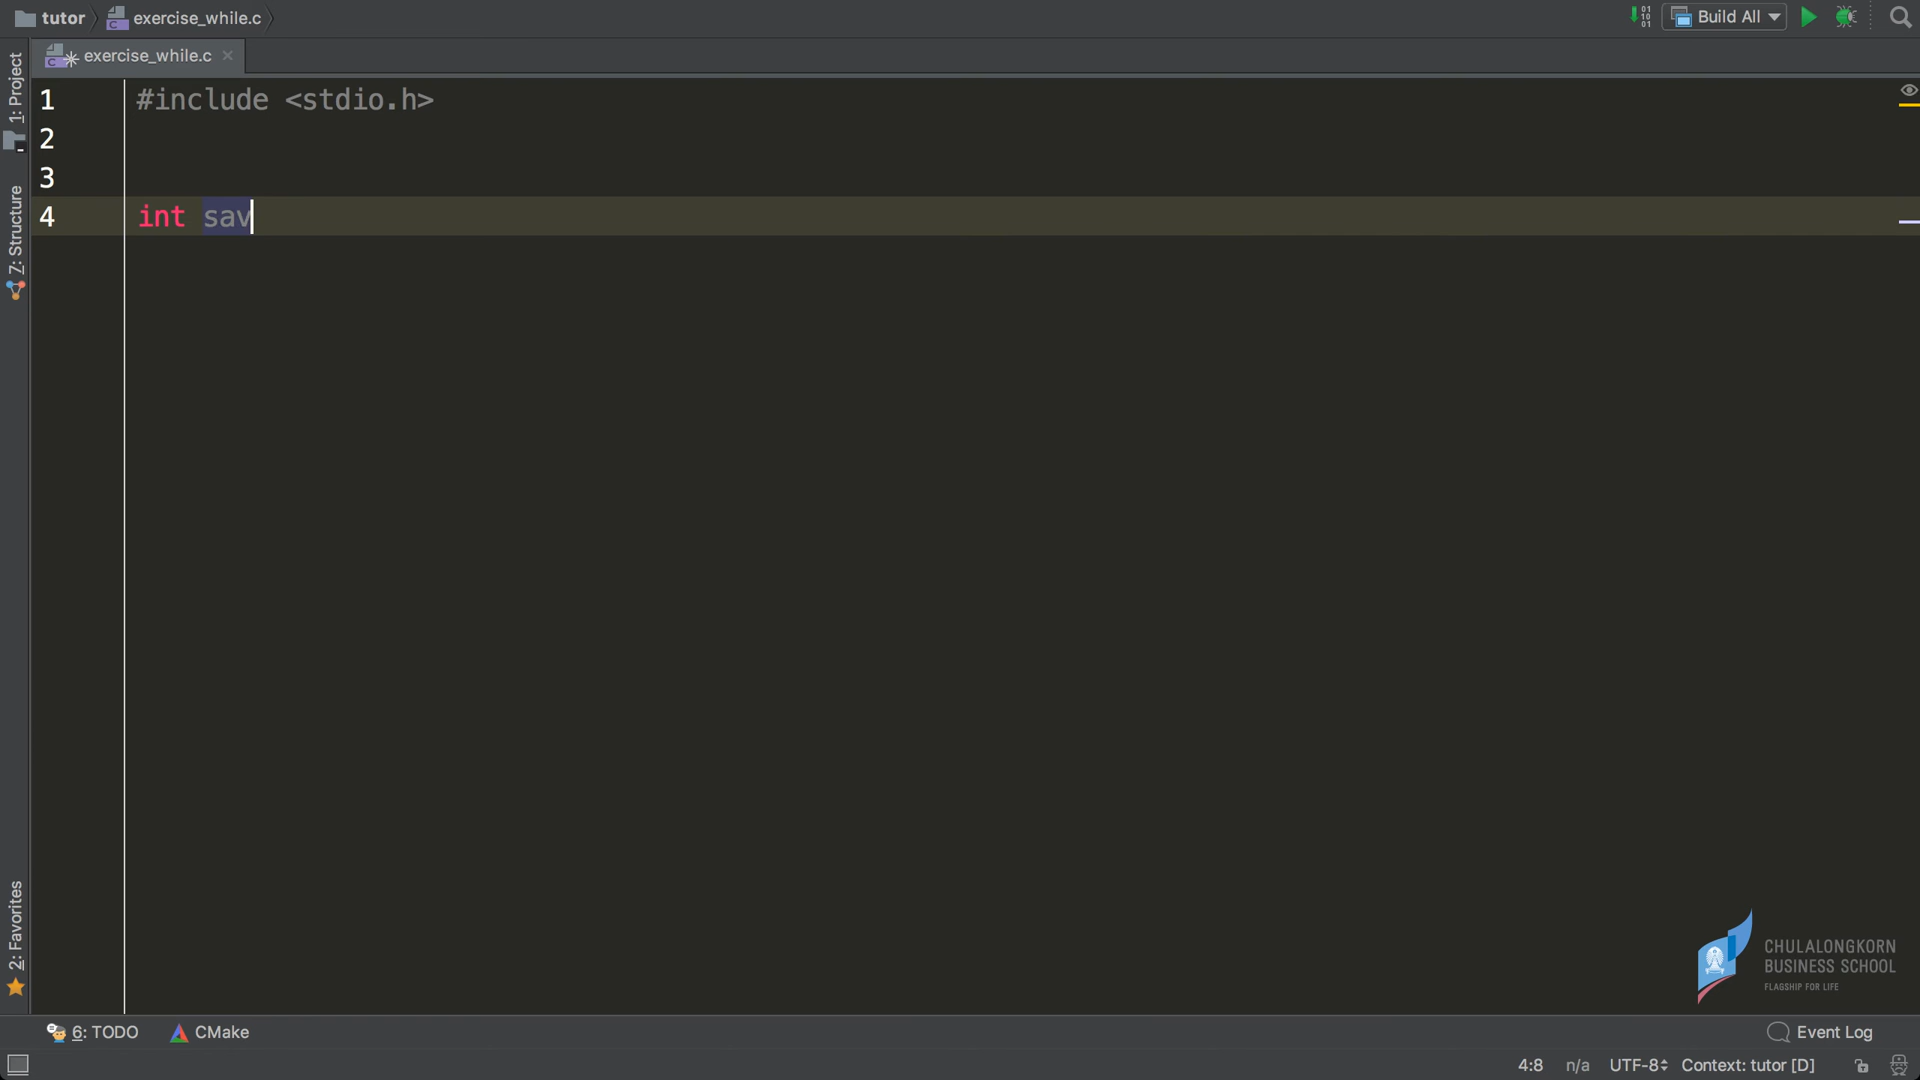 tutor exercise_while.c
Build All
exercise_while.c
1: Project
7: Structure
2: Favorites
1 #include <stdio.h>
2
3
4 int sav
CHULALONGKORN
BUSINESS SCHOOL
FLAGSHIP FOR LIFE
6: TODO CMake Event Log
4:8 n/a UTF-8 Context: tutor [D]